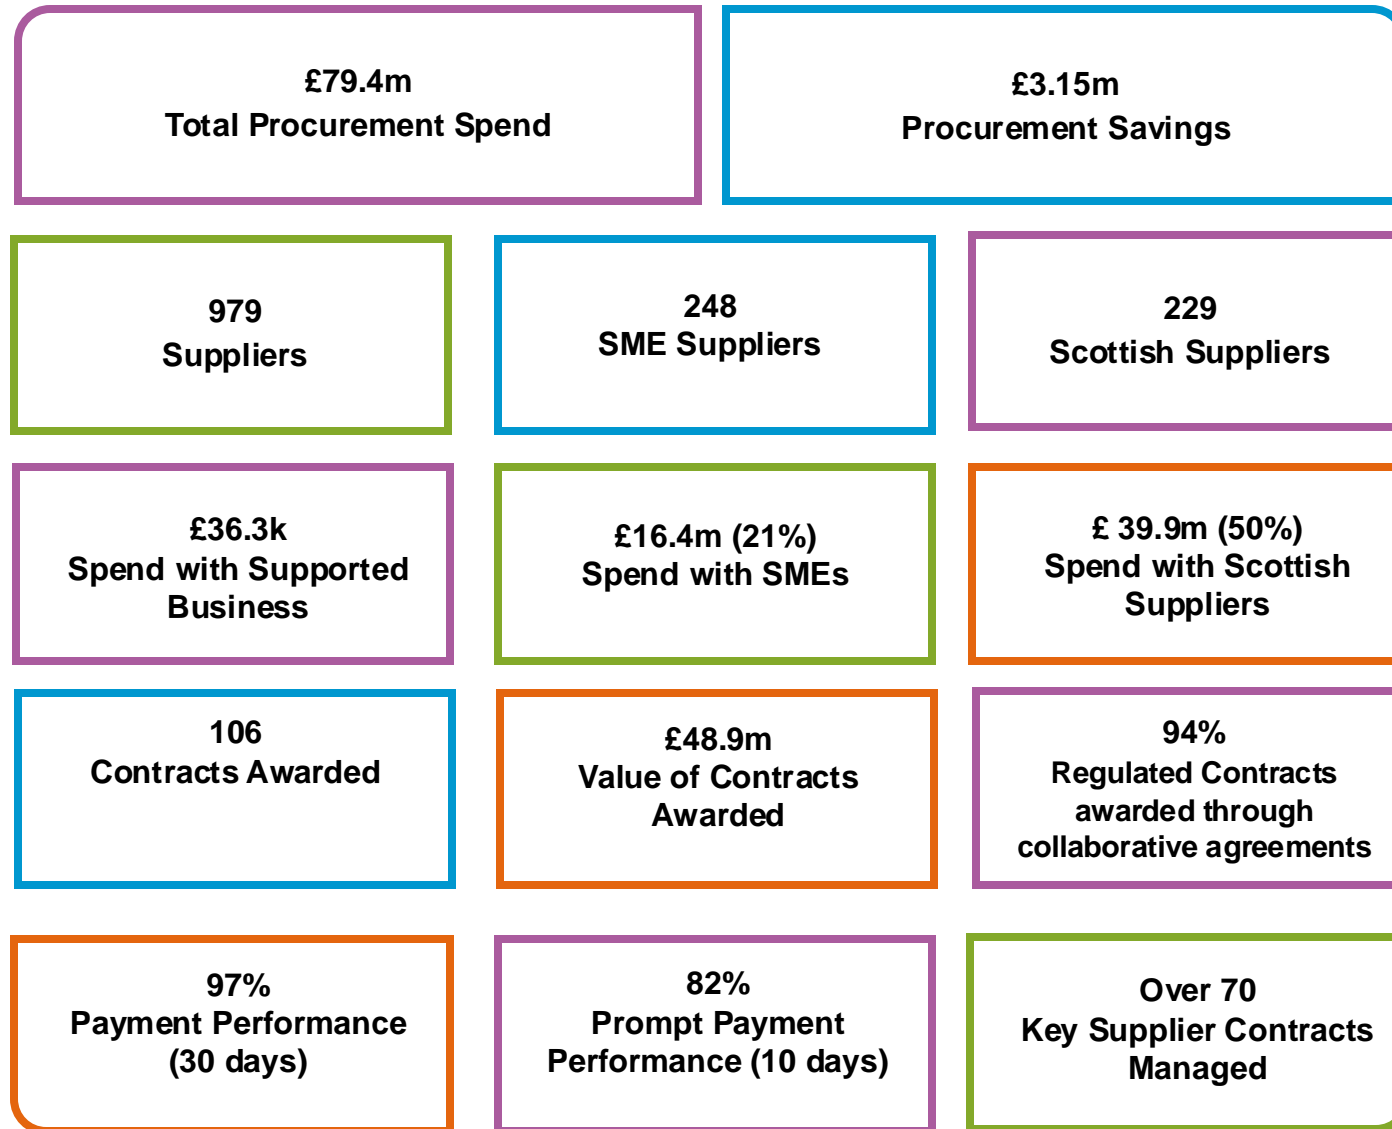 £79.4m
Total Procurement Spend
£3.15m
Procurement Savings
979
Suppliers
248
SME Suppliers
229
Scottish Suppliers
£36.3k
Spend with Supported
Business
£16.4m (21%)
Spend with SMEs
£ 39.9m (50%)
Spend with Scottish
Suppliers
106
Contracts Awarded
£48.9m
Value of Contracts
Awarded
94%
Regulated Contracts
awarded through
collaborative agreements
97%
Payment Performance
(30 days)
82%
Prompt Payment
Performance (10 days)
Over 70
Key Supplier Contracts
Managed